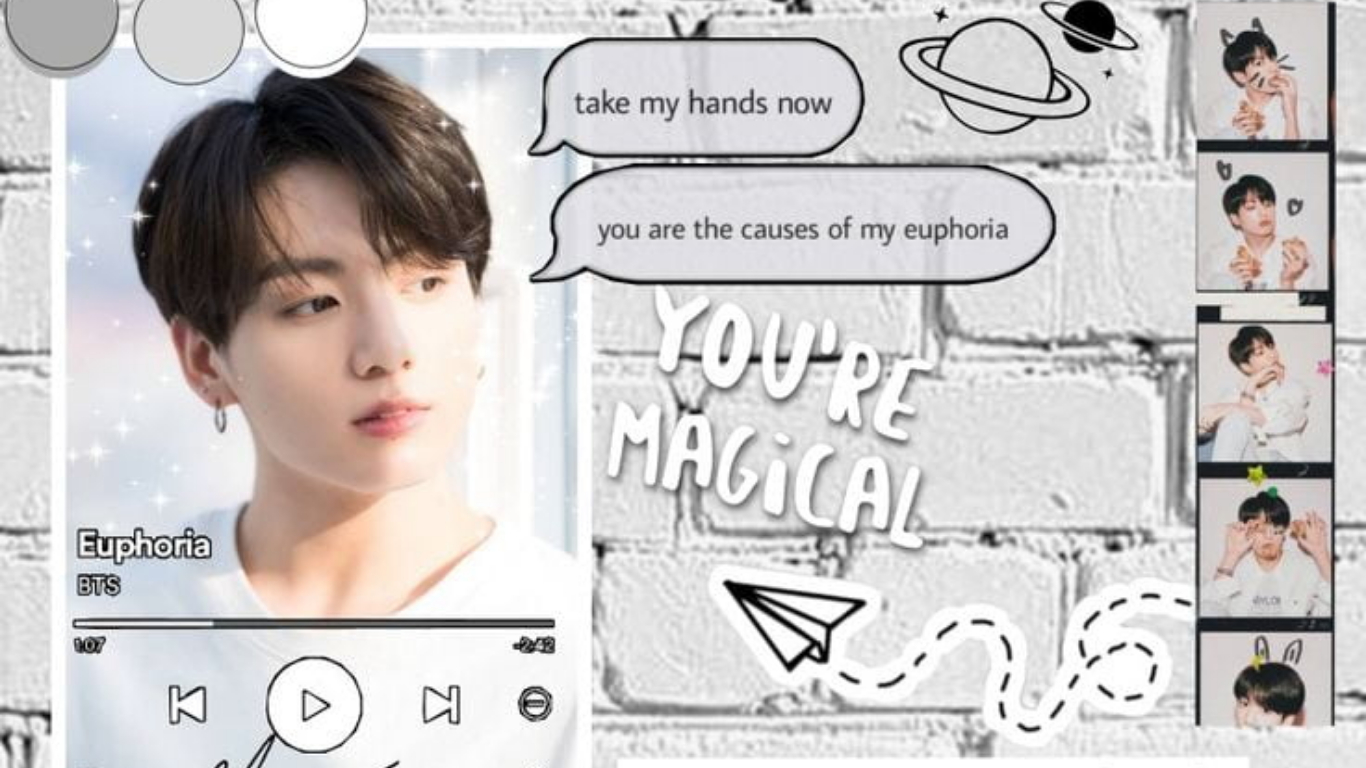 take my hands now
you are the causes of my euphoria
YOU'RE
MAGiCAL
Euphoria
BTS
1:07
-2:42